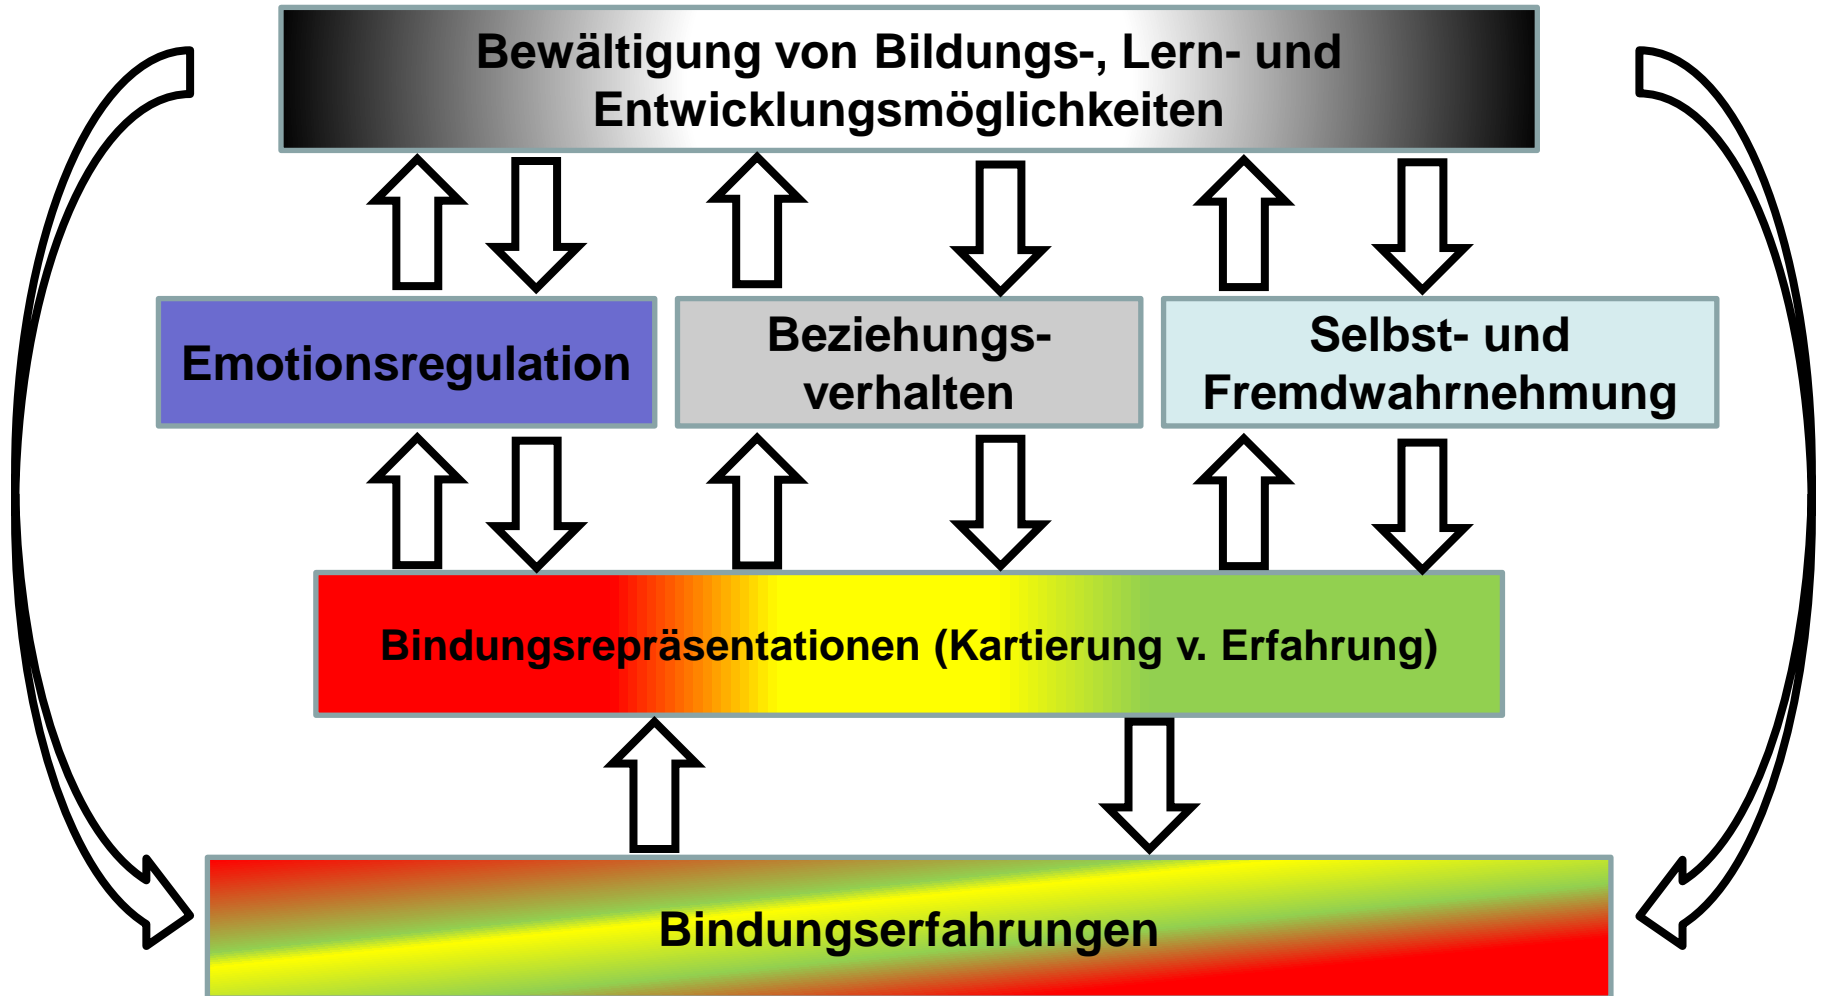 Bewältigung von Bildungs-, Lern- und
Entwicklungsmöglichkeiten
Emotionsregulation
Beziehungs-
verhalten
Selbst- und
Fremdwahrnehmung
Bindungsrepräsentationen (Kartierung v. Erfahrung)
Bindungserfahrungen